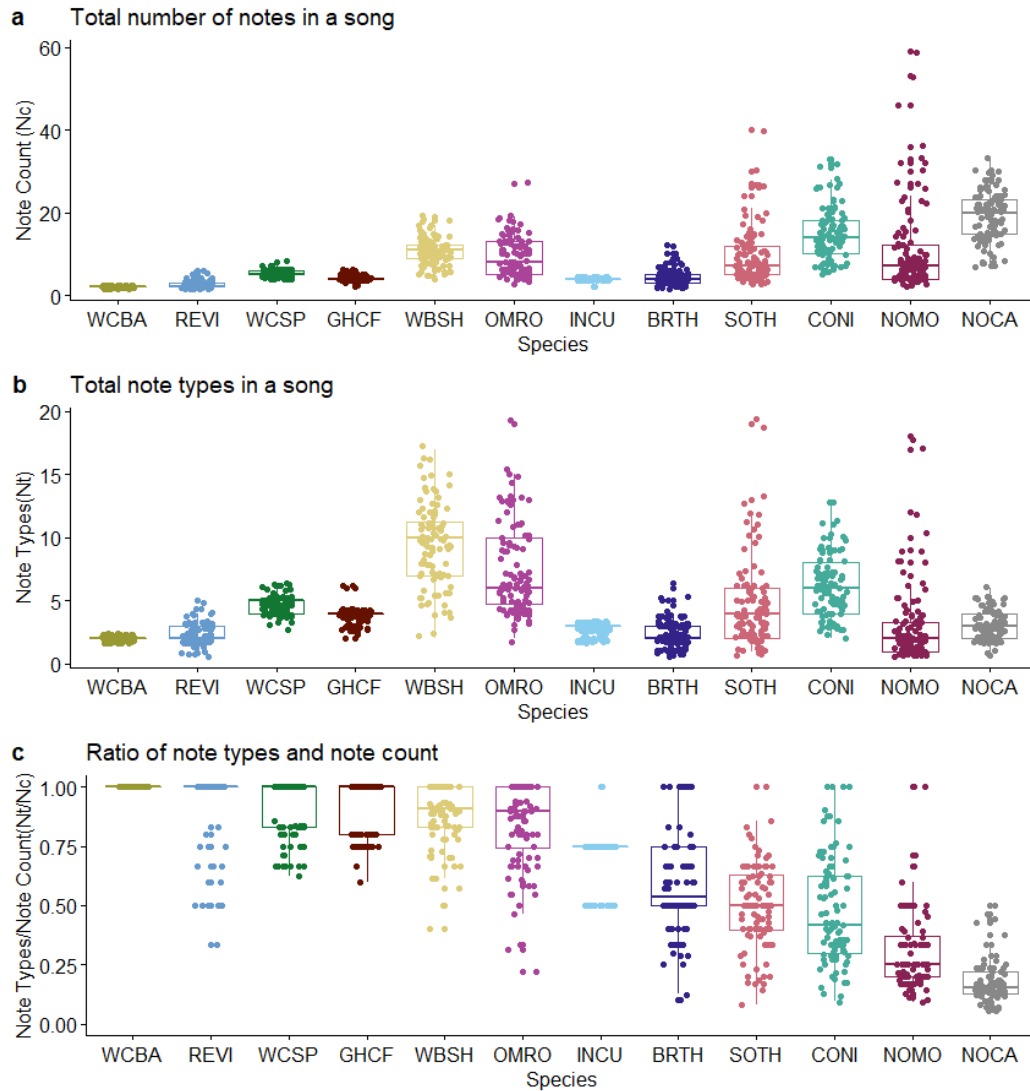 a Total number of notes in a song
Note Count (Nc)
60
40
20
0
WCBA REVI WCSP GHCF WBSH OMRO INCU BRTH SOTH CONI NOMO NOCA
Species
b Total note types in a song
Note Types(Nt)
20
15
10
5
0
WCBA REVI WCSP GHCF WBSH OMRO INCU BRTH SOTH CONI NOMO NOCA
Species
c Ratio of note types and note count
Note Types/Note Count(Nt/Nc)
1.00
0.75
0.50
0.25
0.00
WCBA REVI WCSP GHCF WBSH OMRO INCU BRTH SOTH CONI NOMO NOCA
Species